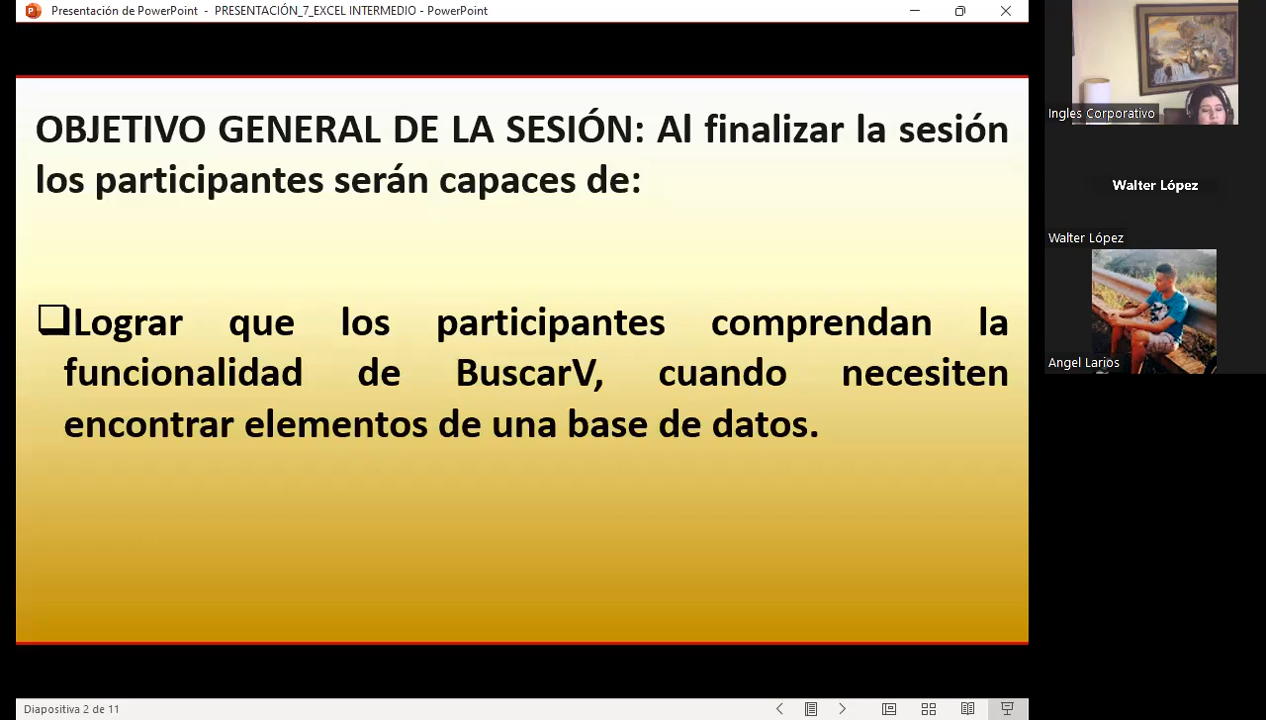 Presentación de PowerPoint - PRESENTACIÓN_7_EXCEL INTERMEDIO - PowerPoint
OBJETIVO GENERAL DE LA SESIÓN: Al finalizar la sesión
los participantes serán capaces de:
❑Lograr que los participantes comprendan la
funcionalidad de BuscarV, cuando necesiten
encontrar elementos de una base de datos.
Diapositiva 2 de 11
Ingles Corporativo
Walter López
Walter López
Angel Larios